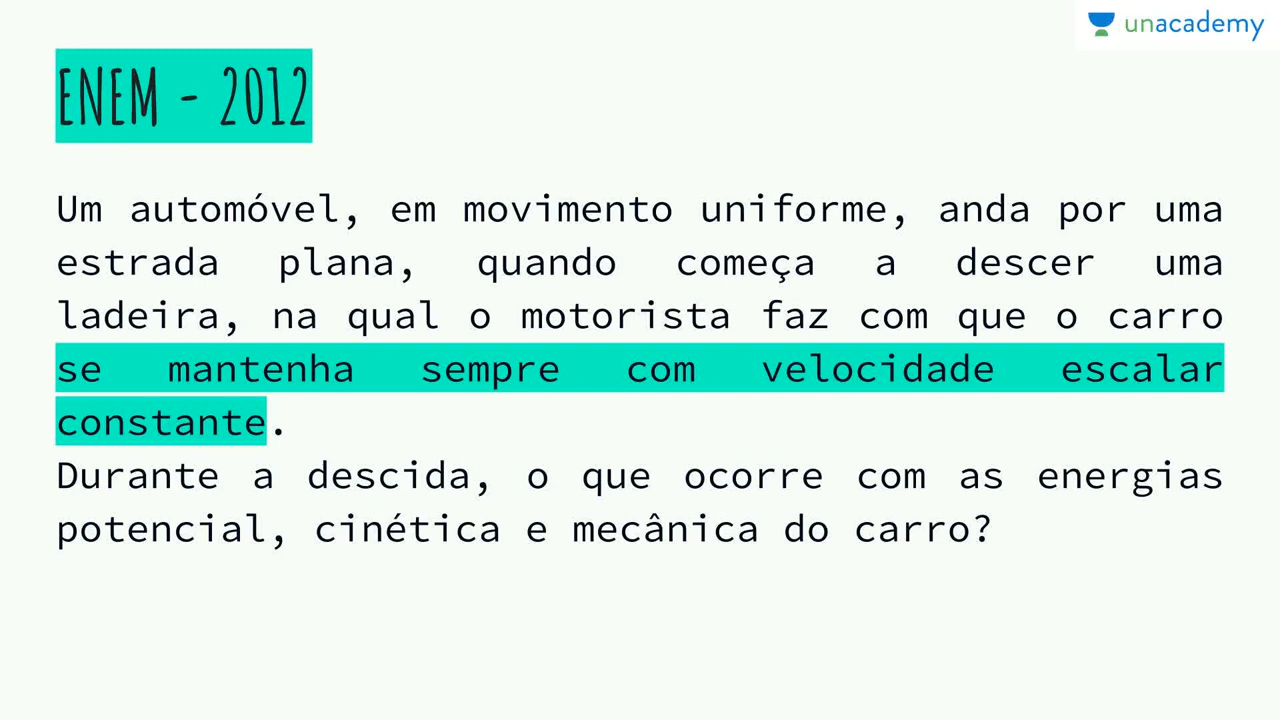 unacademy
ENEM - 2012
Um automóvel, em movimento uniforme, anda por uma
estrada plana, quando começa a descer uma
ladeira, na qual o motorista faz com que o carro
se mantenha sempre com velocidade escalar
constante.
Durante a descida, o que ocorre com as energias
potencial, cinética e mecânica do carro?